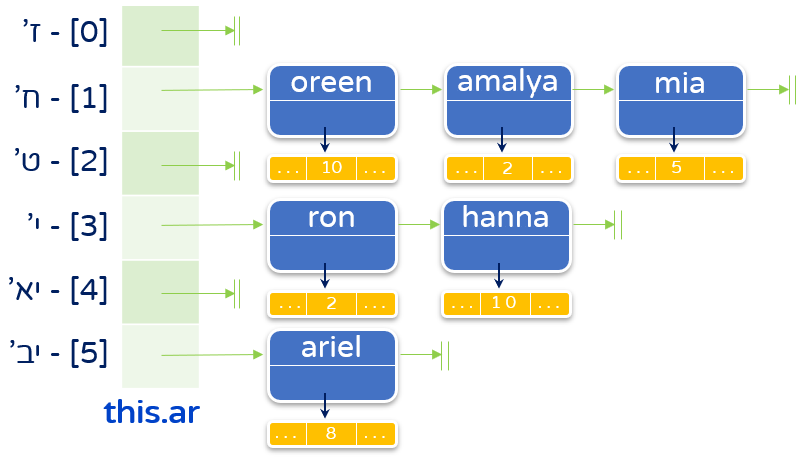 ז’ - [0]
ח’ - [1]
oreen amalya mia
... 10 ... ... 2 ... ... 5 ...
ט’ - [2]
י’ - [3]
ron hanna
... 2 ... ... 10 ...
יא’ - [4]
יב’ - [5]
ariel
... 8 ...
this.ar